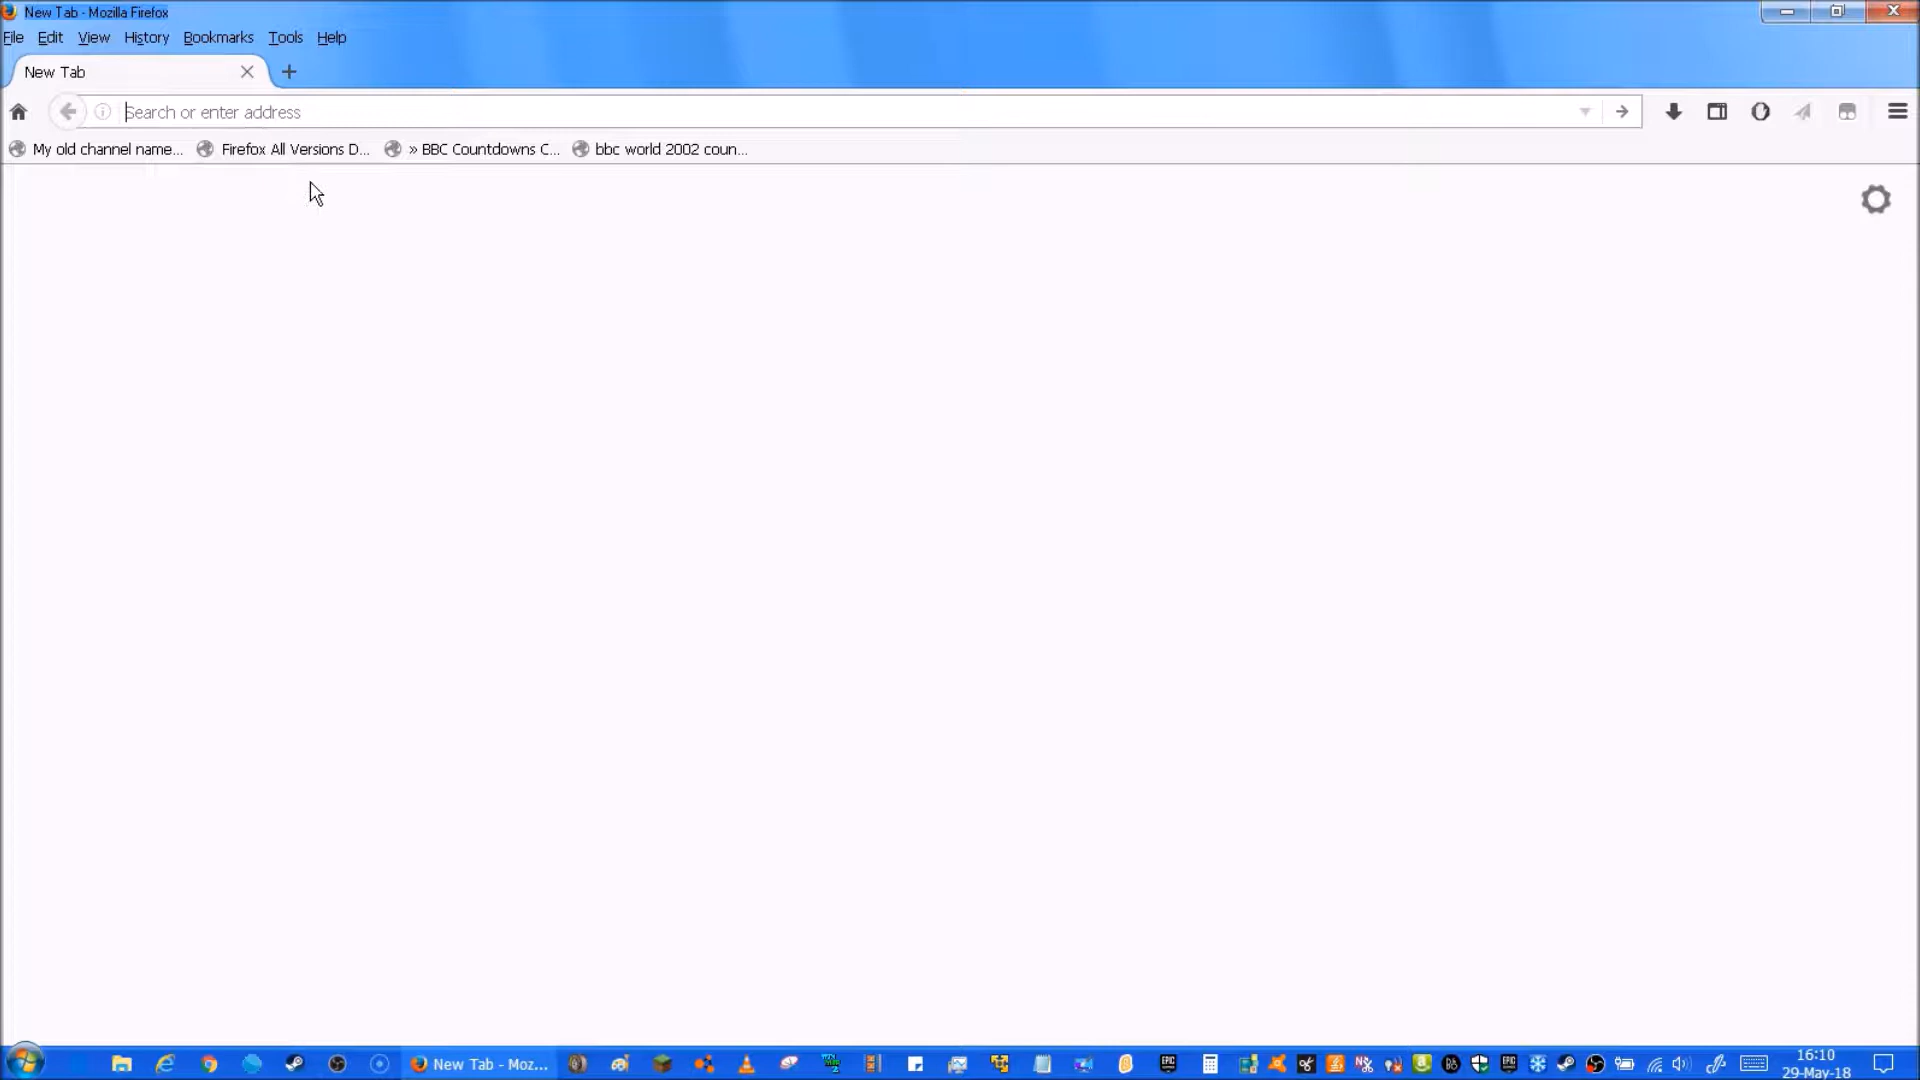 New Tab - Mozilla Firefox
File Edit View History Bookmarks Tools Help
New Tab
Search or enter address
My old channel name... Firefox All Versions D... » BBC Countdowns C... bbc world 2002 coun...
New Tab - Moz...
EPIC
EPIC
16:10
29-May-18